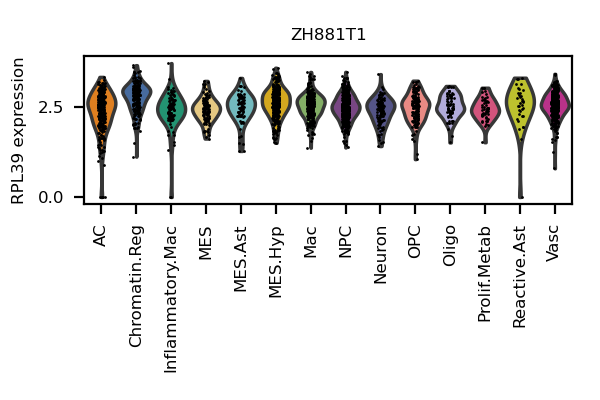 ZH881T1
RPL39 expression
2.5
0.0
AC
Chromatin.Reg
Inflammatory.Mac
MES
MES.Ast
MES.Hyp
Mac
NPC
Neuron
OPC
Oligo
Prolif.Metab
Reactive.Ast
Vasc